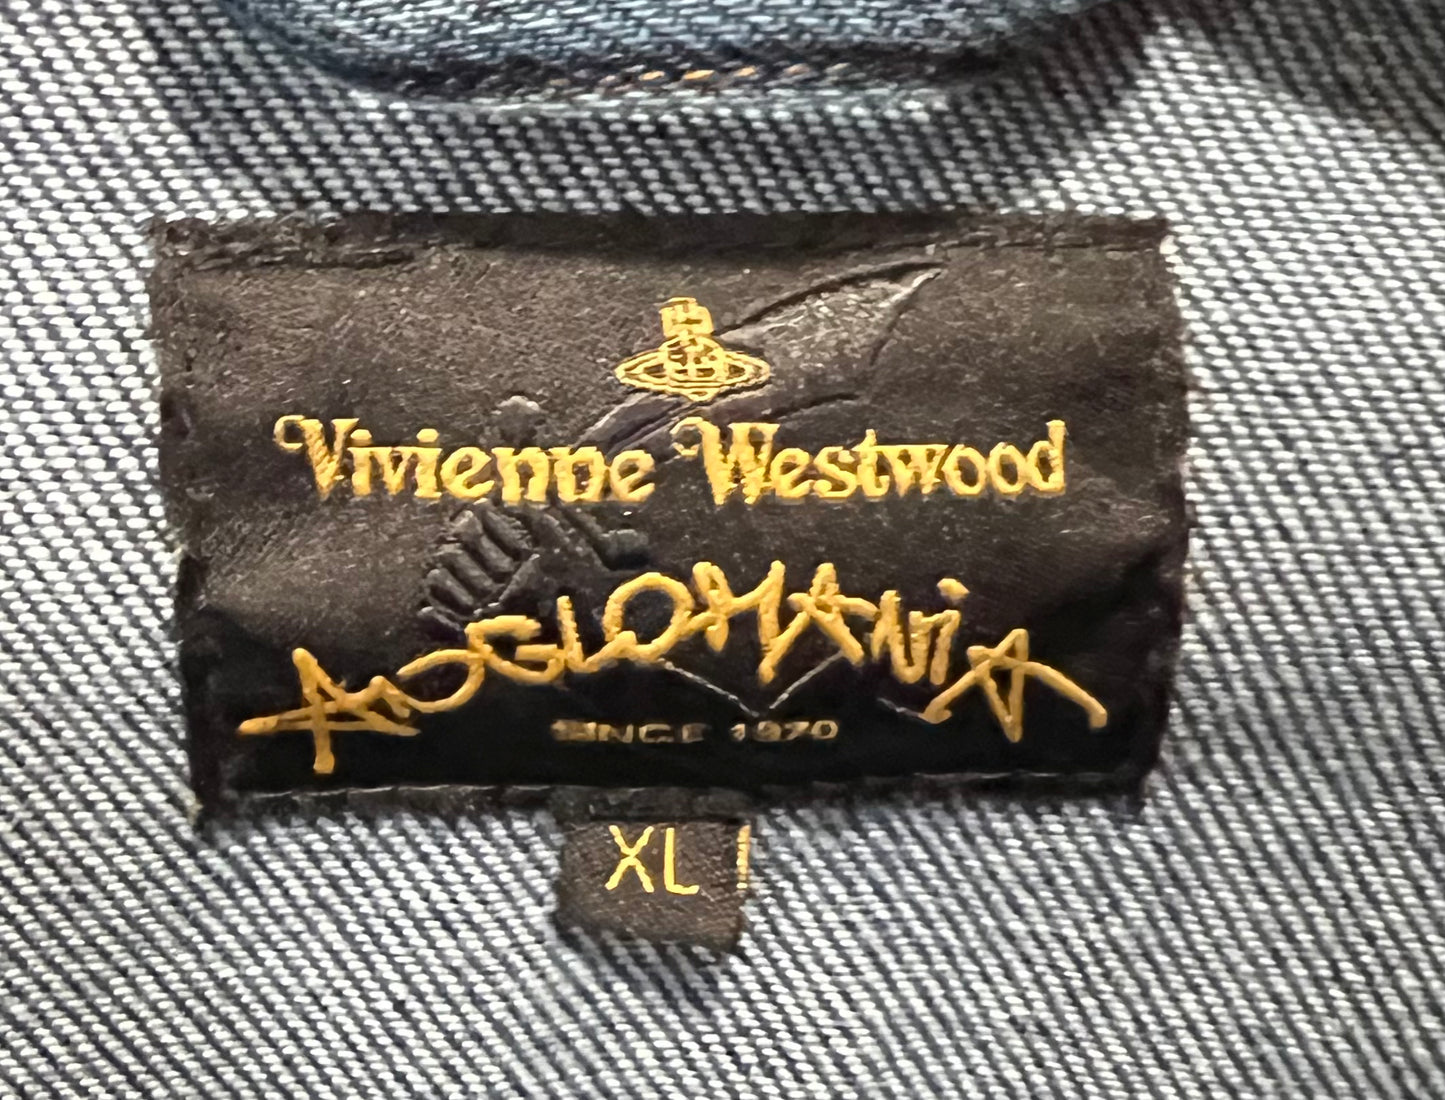 Vivienne Westwood
ANGLOMANiA
SINCE 1970
XL